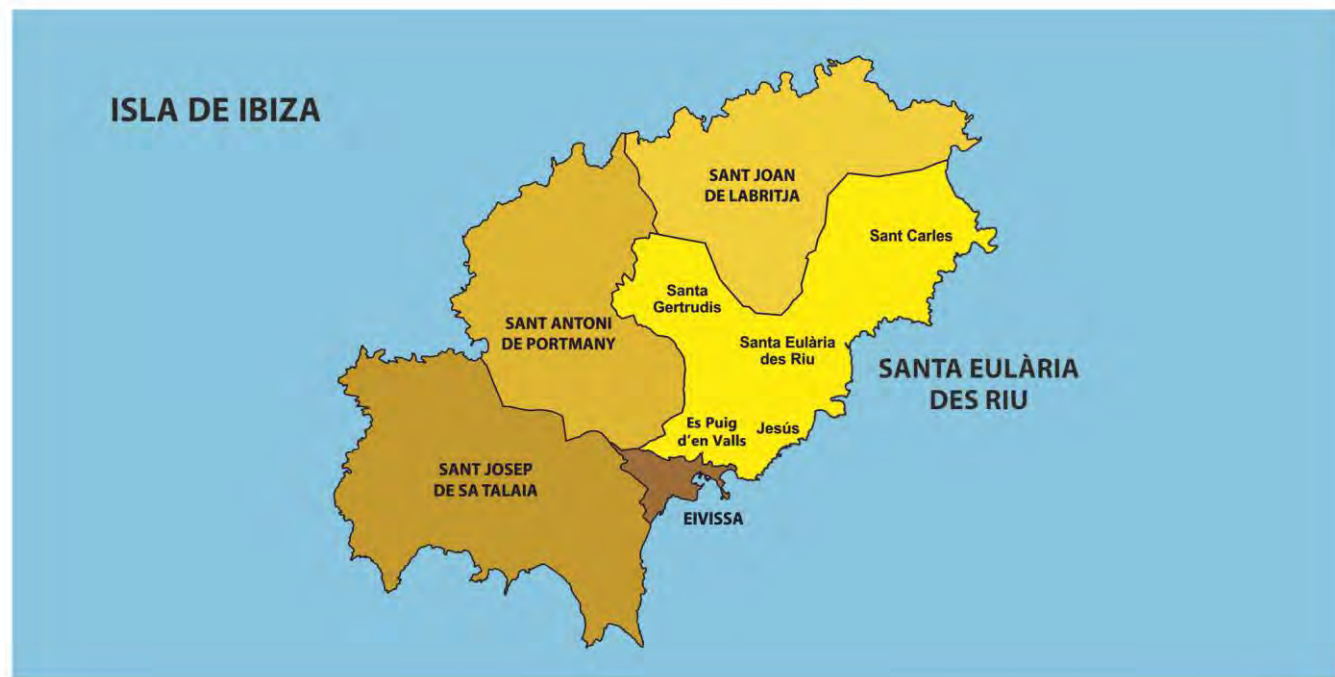 ISLA DE IBIZA
SANT JOAN
DE LABRITJA
Sant Carles
Santa
Gertrudis
SANT ANTONI
DE PORTMANY
Santa Eulària
des Riu
SANTA EULÀRIA
DES RIU
Es Puig
d'en Valls
Jesús
SANT JOSEP
DE SA TALAIA
EIVISSA